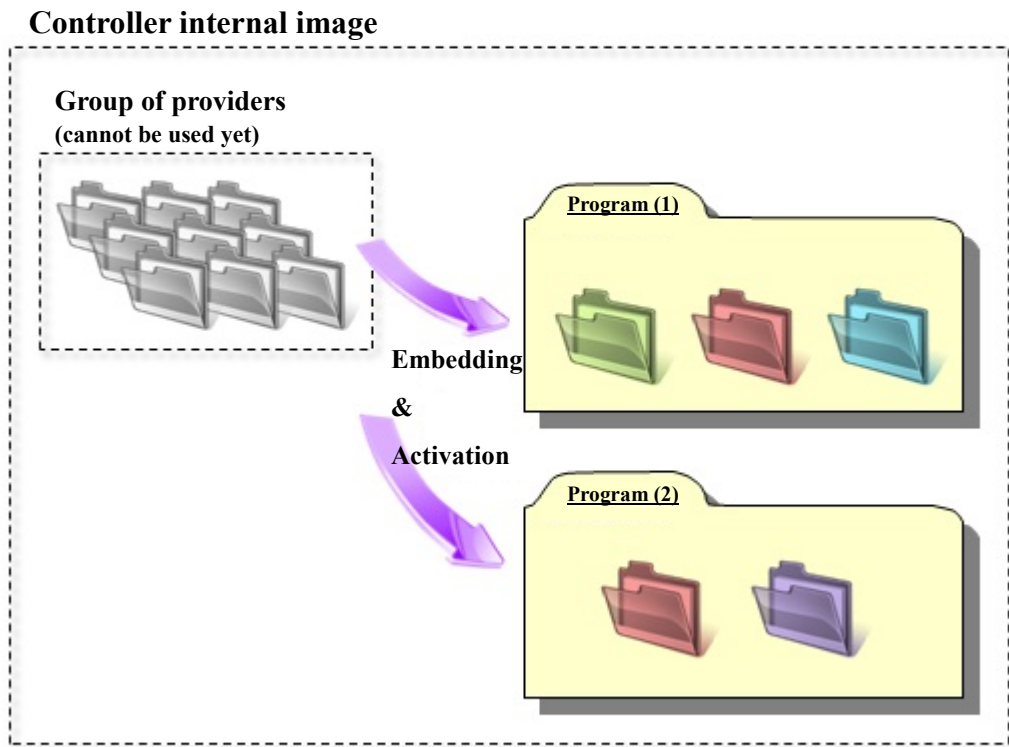 Controller internal image
Group of providers
(cannot be used yet)
Program (1)
Embedding
&
Activation
Program (2)